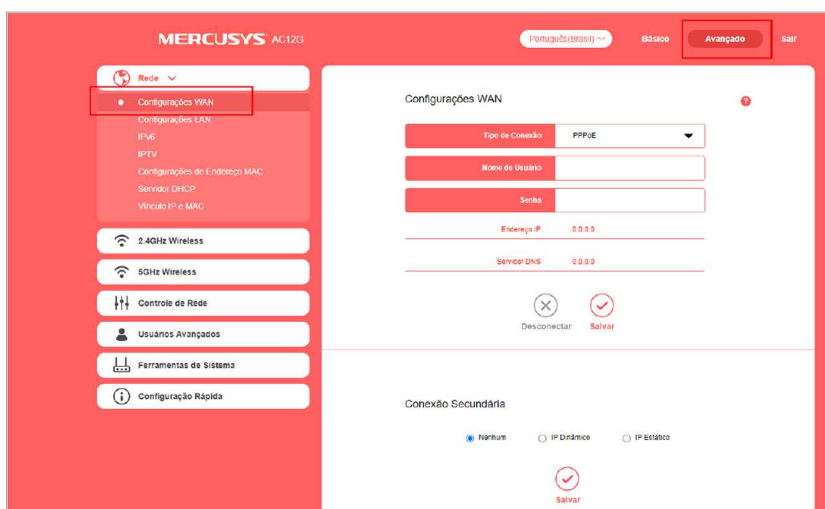 MERCUSYS® AC12G
Português(Brasil)
Básico
Avançado
Sair
Rede
Configurações WAN
Configurações LAN
IPv6
IPTV
Configurações de Endereço MAC
Servidor DHCP
Vínculo IP e MAC
2.4GHz Wireless
5GHz Wireless
Controle de Rede
Usuários Avançados
Ferramentas de Sistema
Configuração Rápida
Configurações WAN
Tipo de Conexão PPPoE
Nome de Usuário
Senha
Endereço IP 0.0.0.0
Servidor DNS 0.0.0.0
Desconectar Salvar
Conexão Secundária
Nenhum IP Dinâmico IP Estático
Salvar